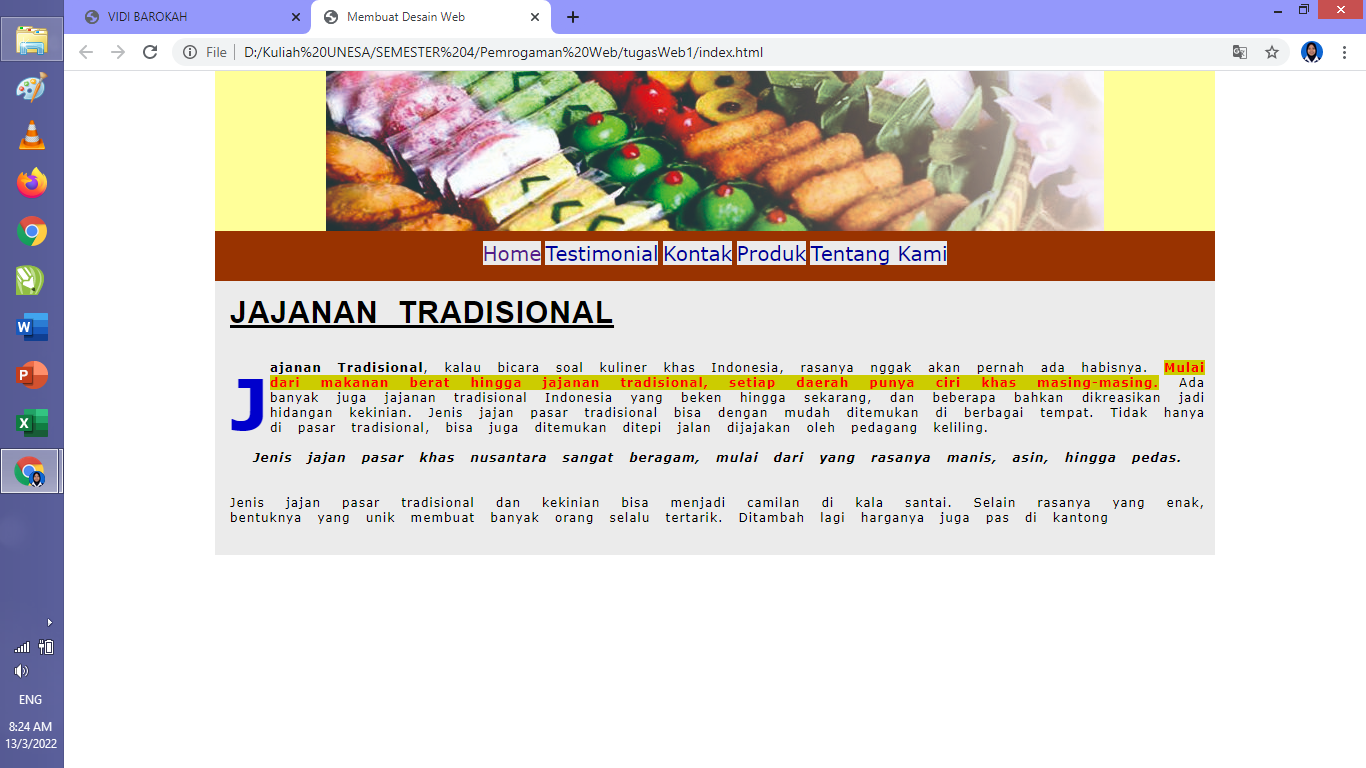 VIDI BAROKAH
Membuat Desain Web
File
D:/Kuliah%20UNESA/SEMESTER%204/Pemrogaman%20Web/tugasWeb1/index.html
Home Testimonial Kontak Produk Tentang Kami
JAJANAN TRADISIONAL
Jajanan Tradisional, kalau bicara soal kuliner khas Indonesia, rasanya nggak akan pernah ada habisnya. Mulai
dari makanan berat hingga jajanan tradisional, setiap daerah punya ciri khas masing-masing. Ada
banyak juga jajanan tradisional Indonesia yang beken hingga sekarang, dan beberapa bahkan dikreasikan jadi
hidangan kekinian. Jenis jajan pasar tradisional bisa dengan mudah ditemukan di berbagai tempat. Tidak hanya
di pasar tradisional, bisa juga ditemukan ditepi jalan dijajakan oleh pedagang keliling.
Jenis jajan pasar khas nusantara sangat beragam, mulai dari yang rasanya manis, asin, hingga pedas.
Jenis jajan pasar tradisional dan kekinian bisa menjadi camilan di kala santai. Selain rasanya yang enak,
bentuknya yang unik membuat banyak orang selalu tertarik. Ditambah lagi harganya juga pas di kantong
W
P
X
ENG
8:24 AM
13/3/2022